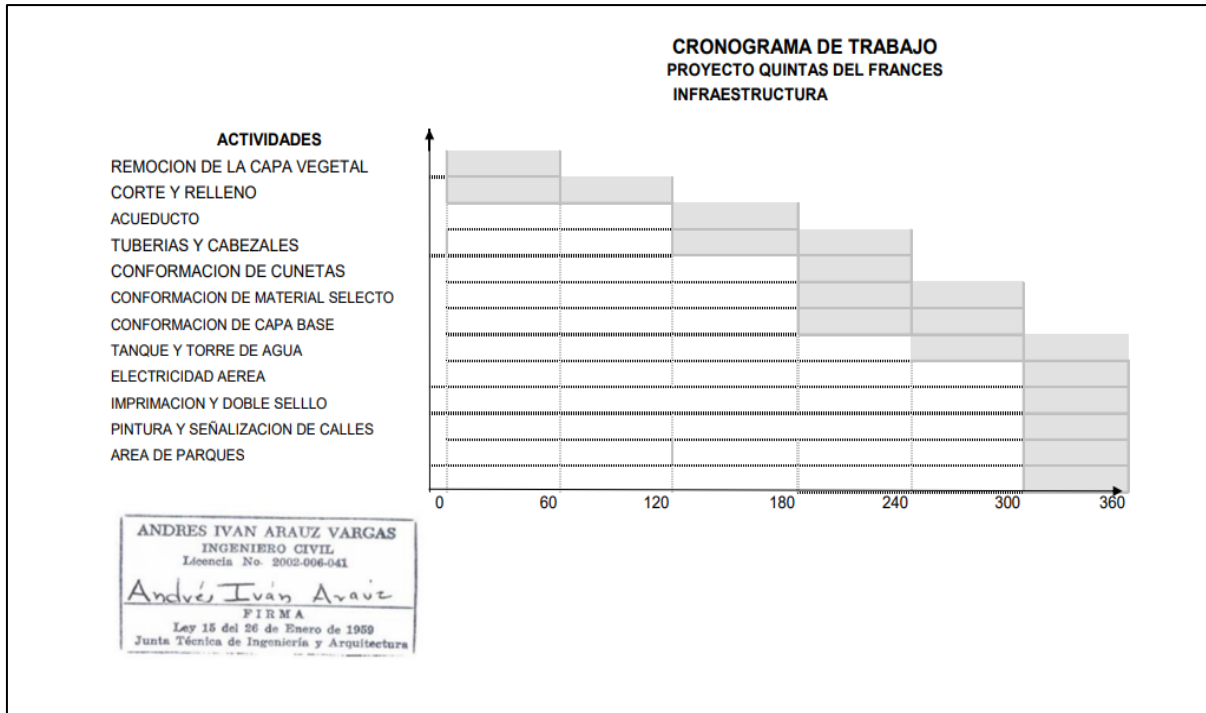 CRONOGRAMA DE TRABAJO
PROYECTO QUINTAS DEL FRANCES
INFRAESTRUCTURA
ACTIVIDADES
REMOCION DE LA CAPA VEGETAL
CORTE Y RELLENO
ACUEDUCTO
TUBERIAS Y CABEZALES
CONFORMACION DE CUNETAS
CONFORMACION DE MATERIAL SELECTO
CONFORMACION DE CAPA BASE
TANQUE Y TORRE DE AGUA
ELECTRICIDAD AEREA
IMPRIMACION Y DOBLE SELLLO
PINTURA Y SEÑALIZACION DE CALLES
AREA DE PARQUES
0 60 120 180 240 300 360
ANDRES IVAN ARAUZ VARGAS
INGENIERO CIVIL
Licencia No. 2002-006-041
Andrés Iván Arauz
FIRMA
Ley 15 del 26 de Enero de 1959
Junta Técnica de Ingeniería y Arquitectura